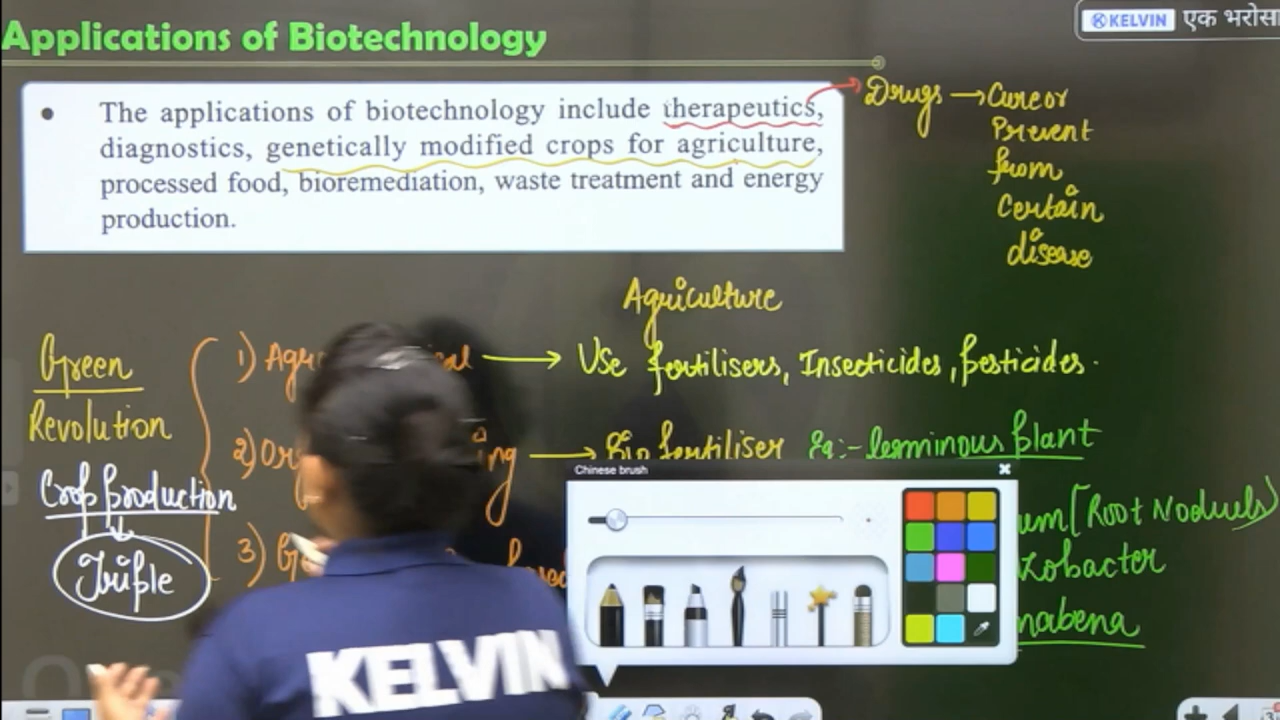 Applications of Biotechnology
KELVIN एक भरोसा
• The applications of biotechnology include therapeutics,
diagnostics, genetically modified crops for agriculture,
processed food, bioremediation, waste treatment and energy
production.
Drugs → Cure or
Prevent
from
Certain
disease
Agriculture
Green
Revolution
Crop production
↓
Triple
1) → Use fertilisers, Insecticides, pesticides.
2) → Bio fertiliser Eg:- leguminous plant
(Root Noduels)
3)
Chinese brush
KELVIN